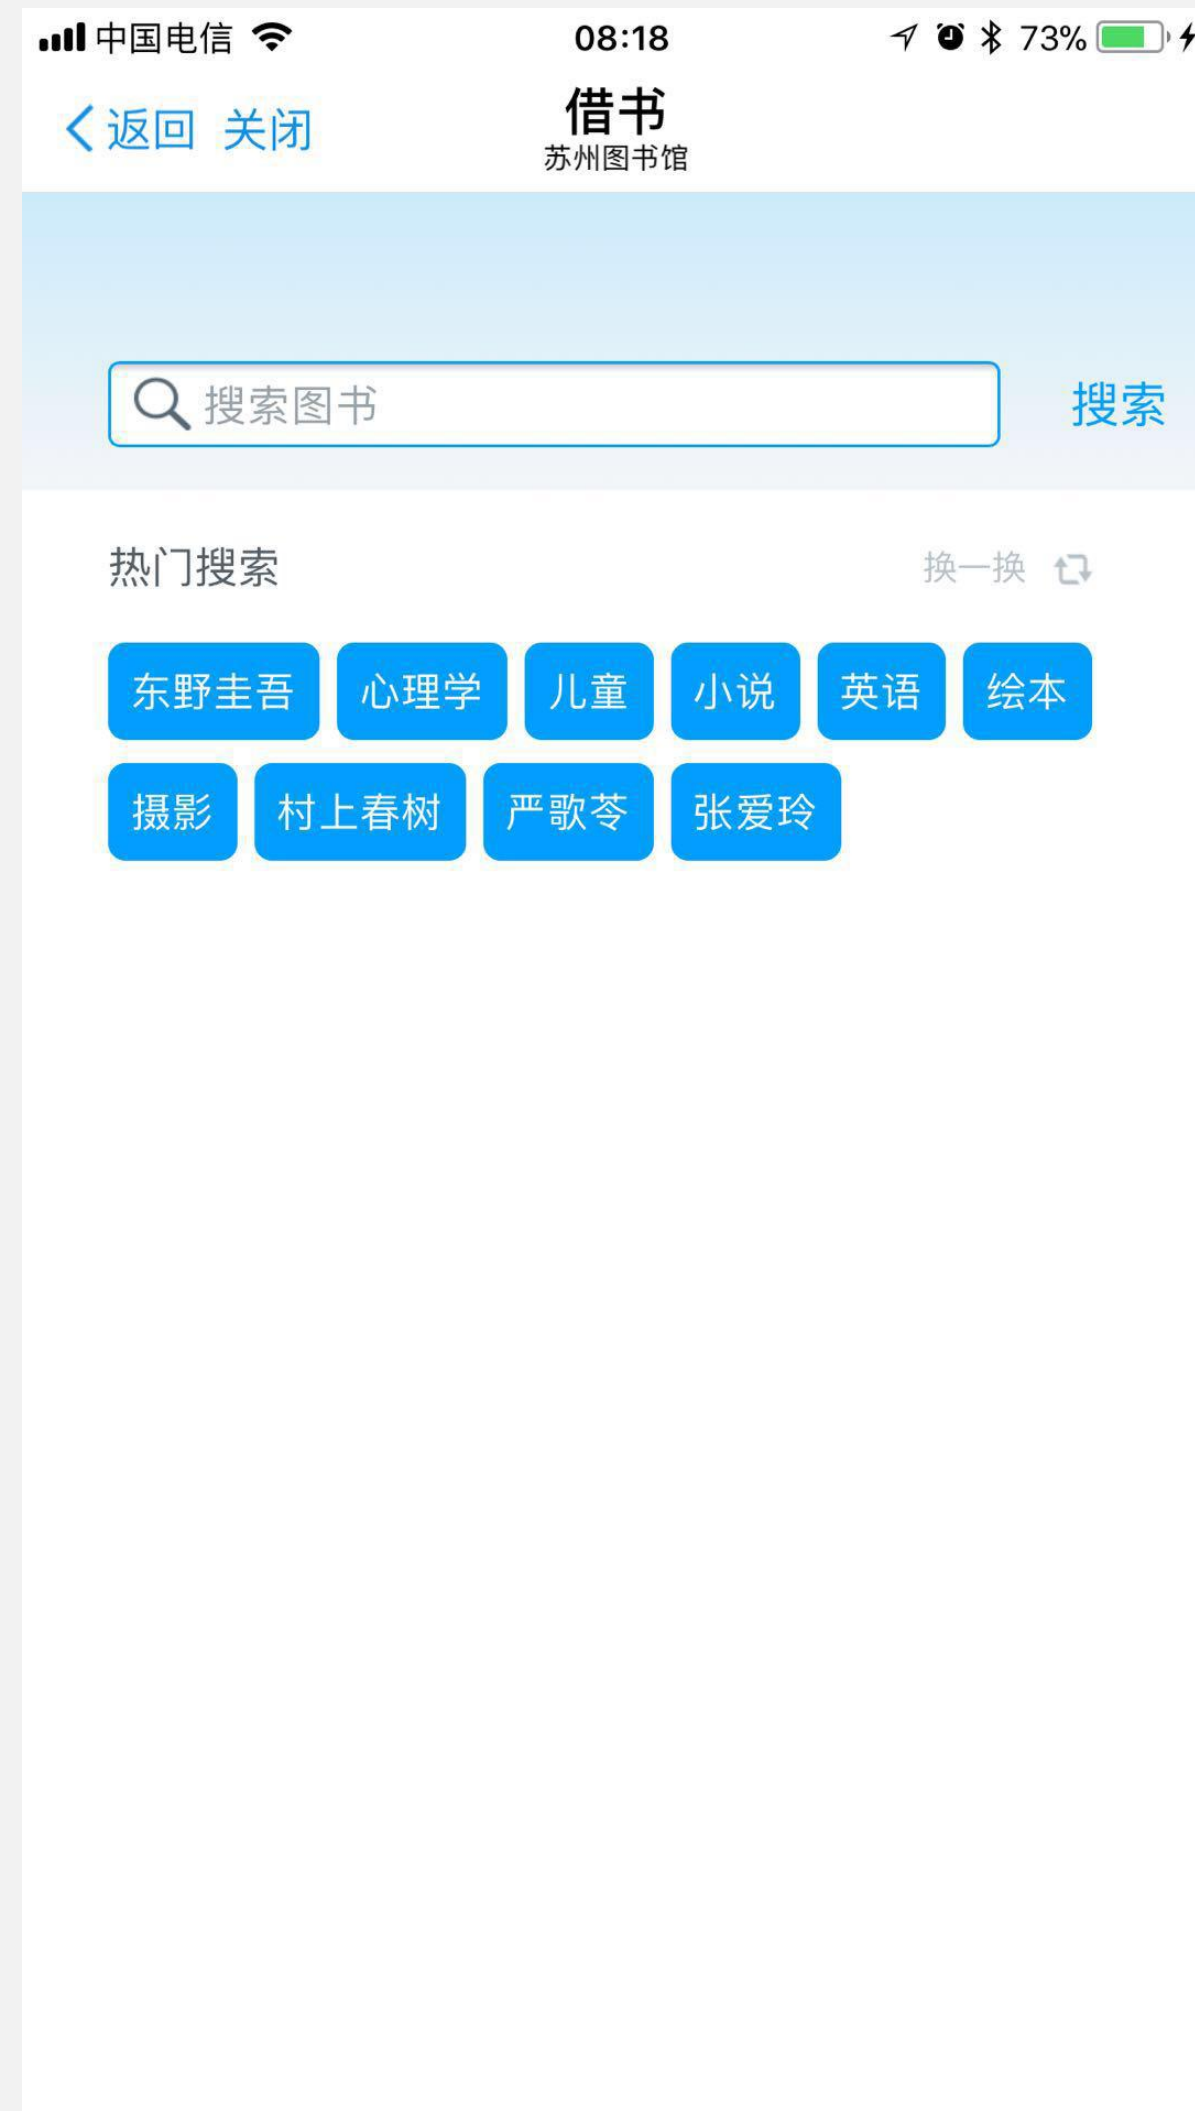 中国电信 08:18 73%
返回 关闭 借书
苏州图书馆
搜索图书 搜索
热门搜索 换一换
东野圭吾 心理学 儿童 小说 英语 绘本
摄影 村上春树 严歌苓 张爱玲